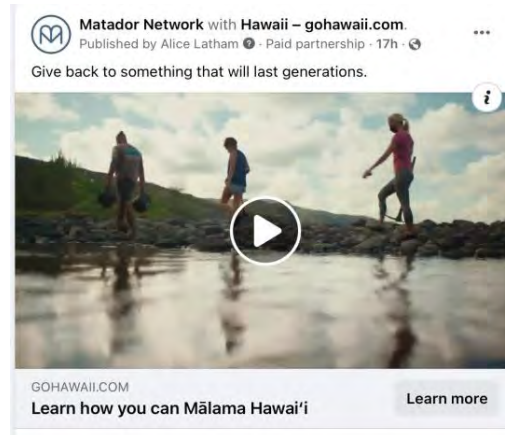 Matador Network with Hawaii – gohawaii.com.
Published by Alice Latham · Paid partnership · 17h ·
Give back to something that will last generations.
GOHAWAII.COM
Learn how you can Mālama Hawaiʻi
Learn more